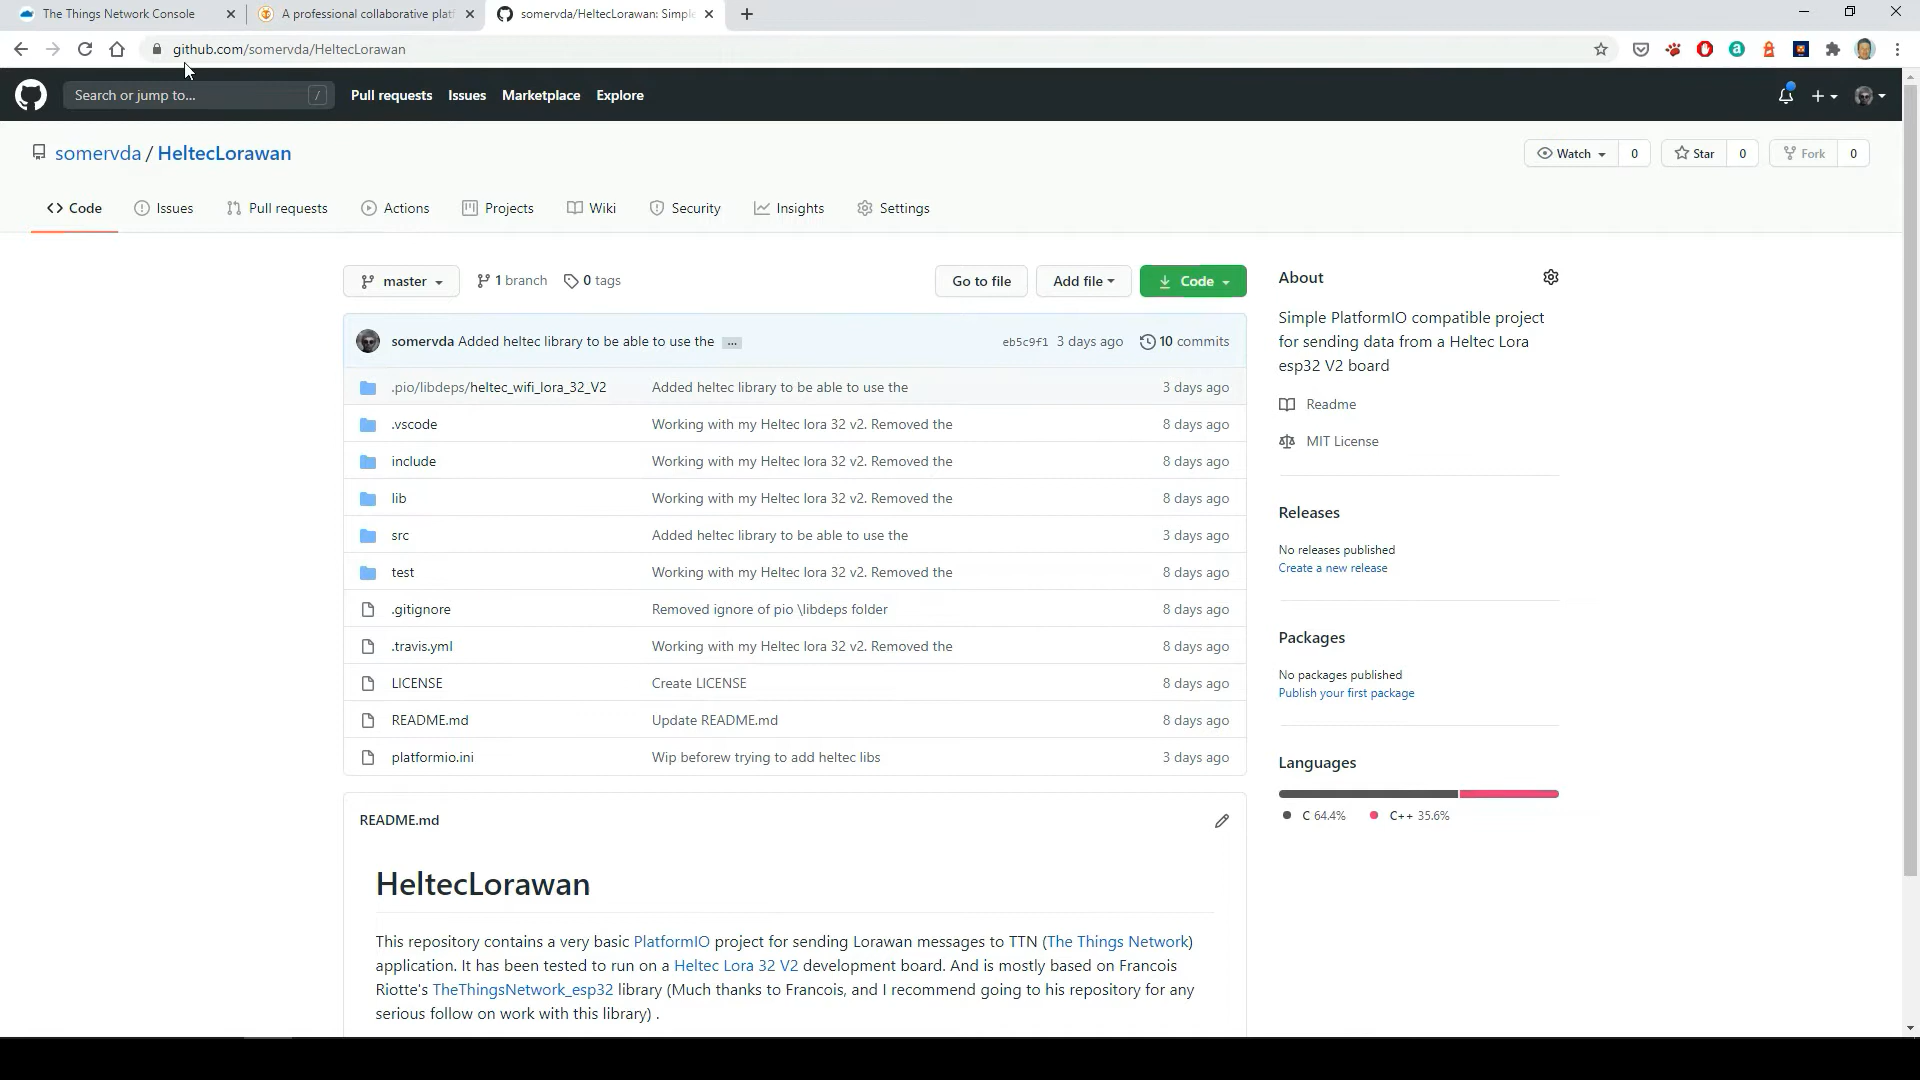 The Things Network Console
A professional collaborative plat
somervda/HeltecLorawan: Simple
github.com/somervda/HeltecLorawan
Search or jump to...
/
Pull requests
Issues
Marketplace
Explore
somervda / HeltecLorawan
Watch
0
Star
0
Fork
0
Code
Issues
Pull requests
Actions
Projects
Wiki
Security
Insights
Settings
master
1 branch
0 tags
Go to file
Add file
Code
somervda Added heltec library to be able to use the ...
eb5c9f1 3 days ago
10 commits
.pio/libdeps/heltec_wifi_lora_32_V2 Added heltec library to be able to use the 3 days ago
.vscode Working with my Heltec lora 32 v2. Removed the 8 days ago
include Working with my Heltec lora 32 v2. Removed the 8 days ago
lib Working with my Heltec lora 32 v2. Removed the 8 days ago
src Added heltec library to be able to use the 3 days ago
test Working with my Heltec lora 32 v2. Removed the 8 days ago
.gitignore Removed ignore of pio \libdeps folder 8 days ago
.travis.yml Working with my Heltec lora 32 v2. Removed the 8 days ago
LICENSE Create LICENSE 8 days ago
README.md Update README.md 8 days ago
platformio.ini Wip beforew trying to add heltec libs 3 days ago
README.md
HeltecLorawan
This repository contains a very basic PlatformIO project for sending Lorawan messages to TTN (The Things Network)
application. It has been tested to run on a Heltec Lora 32 V2 development board. And is mostly based on Francois
Riotte's TheThingsNetwork_esp32 library (Much thanks to Francois, and I recommend going to his repository for any
serious follow on work with this library) .
About
Simple PlatformIO compatible project
for sending data from a Heltec Lora
esp32 V2 board
Readme
MIT License
Releases
No releases published
Create a new release
Packages
No packages published
Publish your first package
Languages
C 64.4%
C++ 35.6%